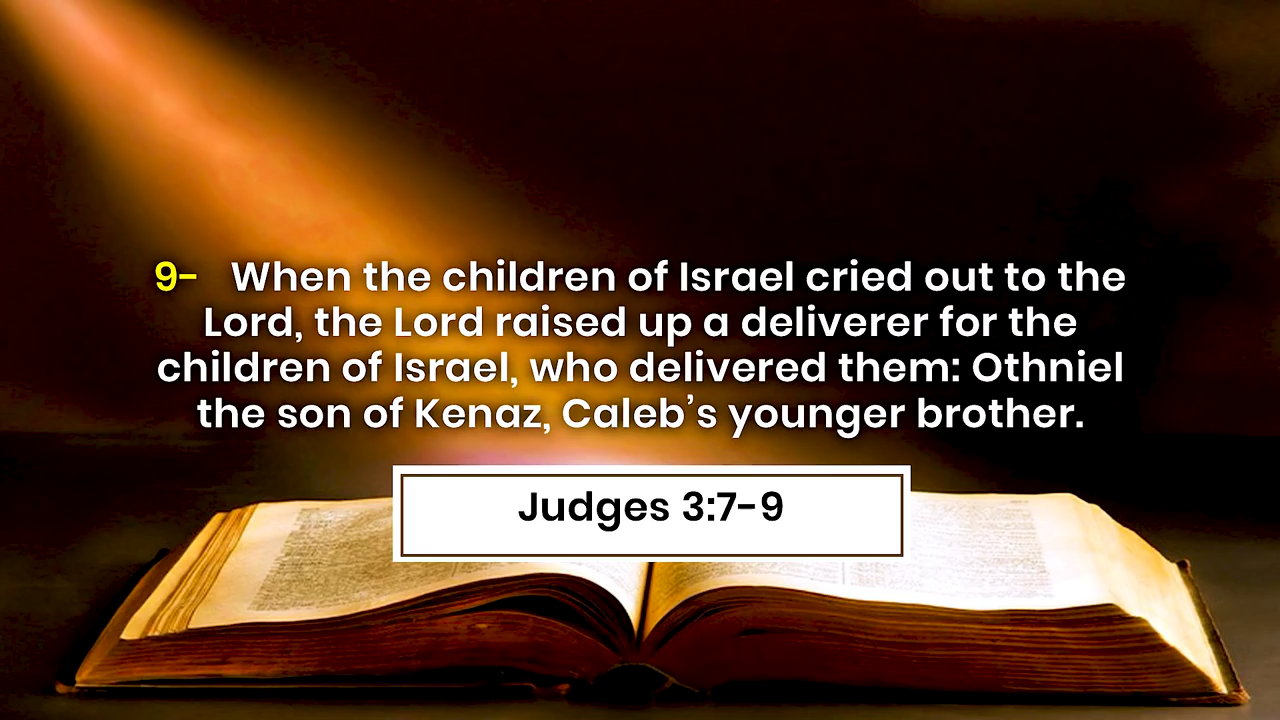 9- When the children of Israel cried out to the
Lord, the Lord raised up a deliverer for the
children of Israel, who delivered them: Othniel
the son of Kenaz, Caleb’s younger brother.
Judges 3:7-9